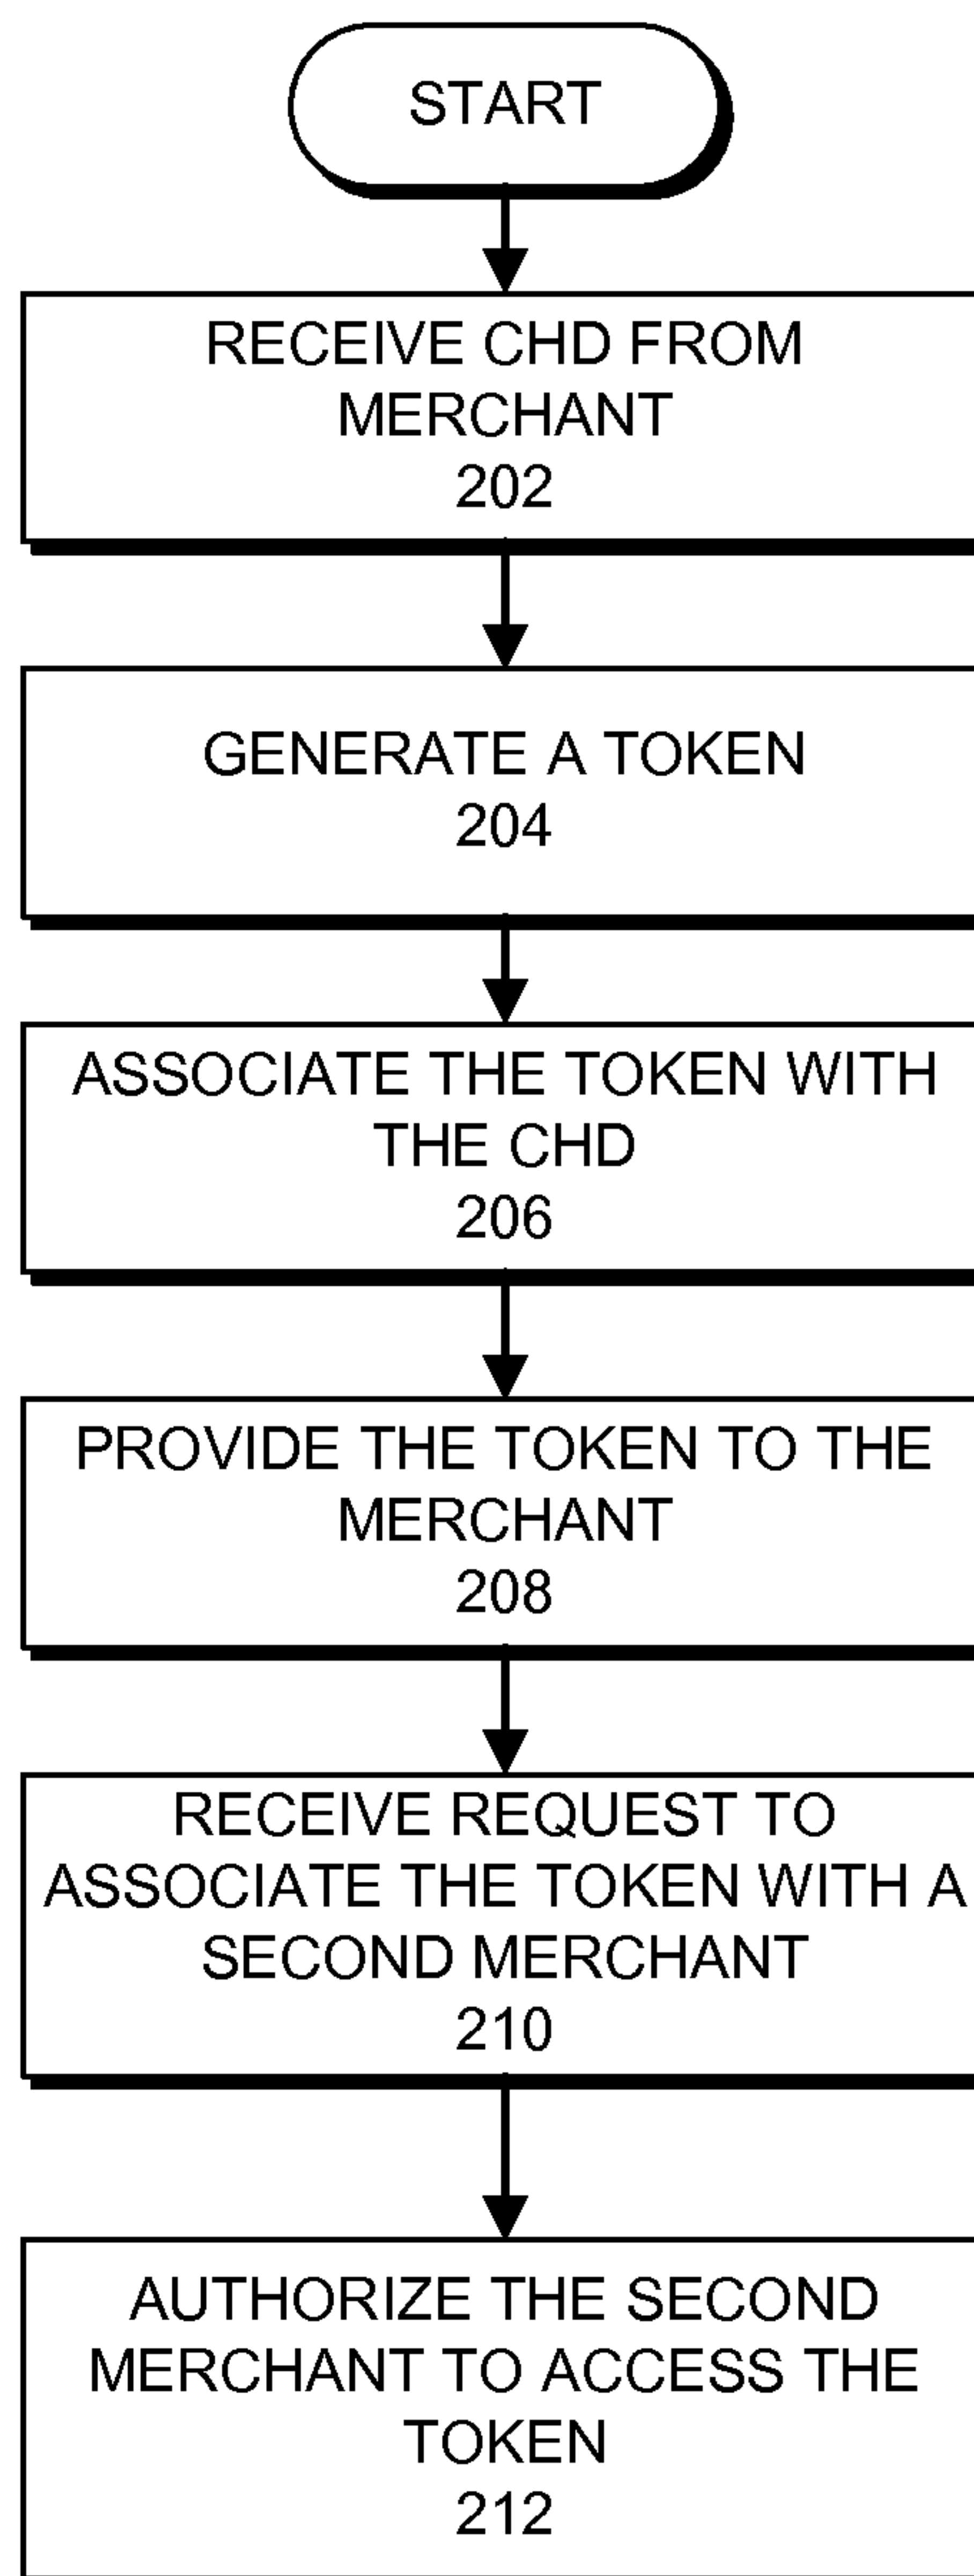 START
RECEIVE CHD FROM
MERCHANT
202
GENERATE A TOKEN
204
ASSOCIATE THE TOKEN WITH
THE CHD
206
PROVIDE THE TOKEN TO THE
MERCHANT
208
RECEIVE REQUEST TO
ASSOCIATE THE TOKEN WITH A
SECOND MERCHANT
210
AUTHORIZE THE SECOND
MERCHANT TO ACCESS THE
TOKEN
212